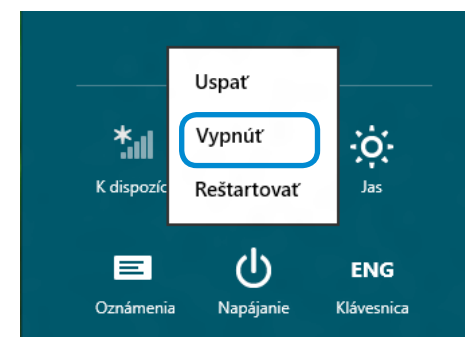 Uspať
Vypnúť
Reštartovať
K dispozíc
Jas
ENG
Oznámenia
Napájanie
Klávesnica